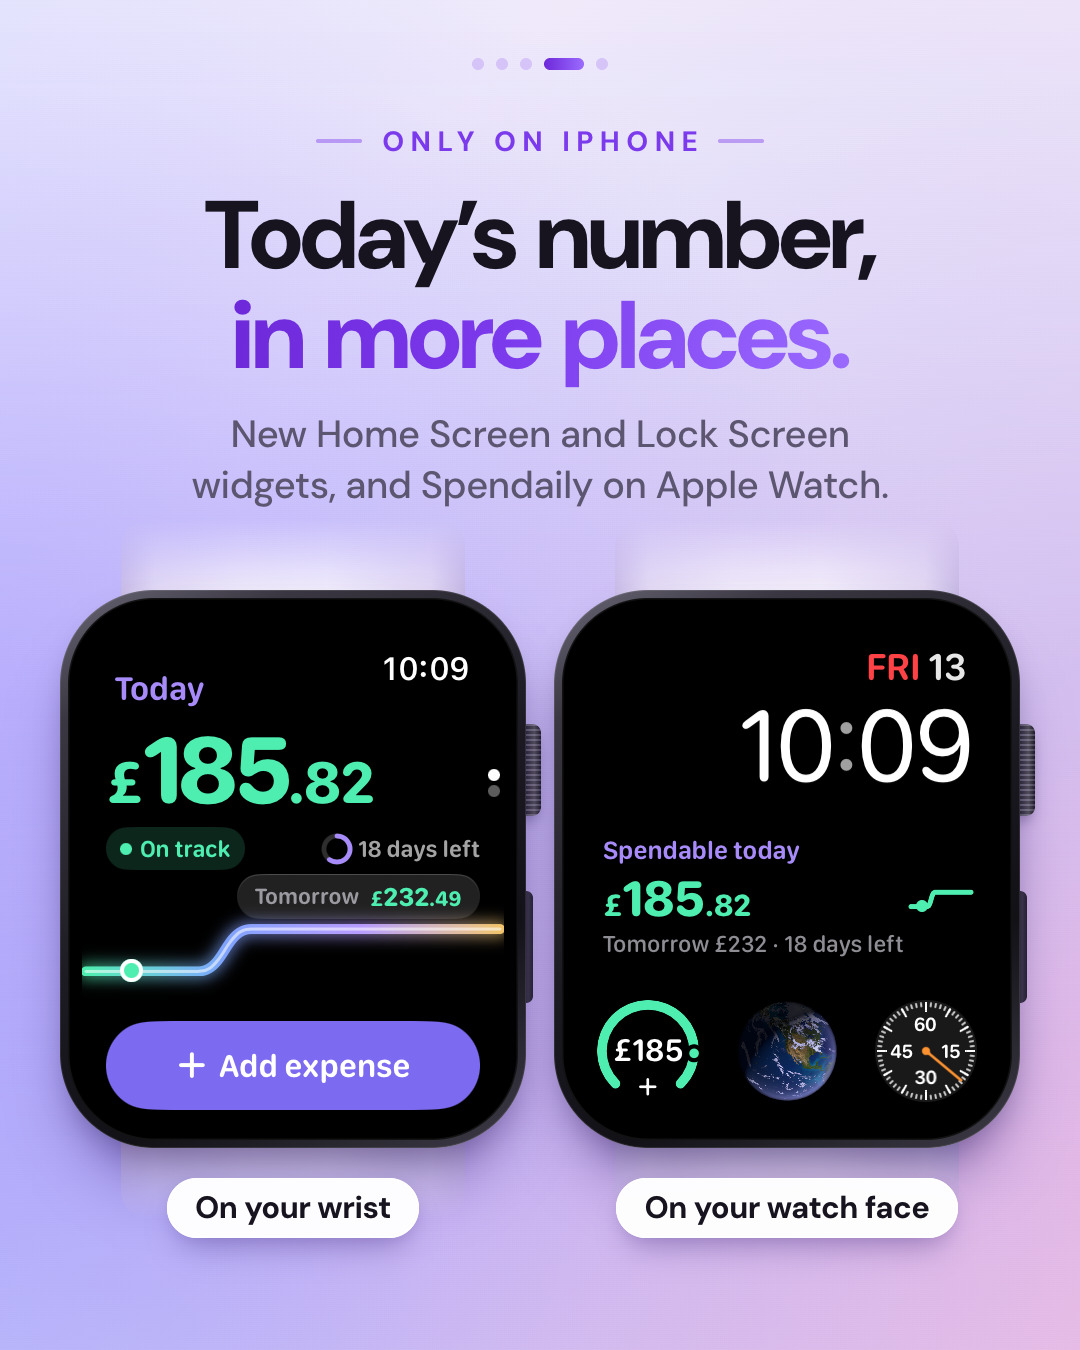 ONLY ON IPHONE
Today’s number,
in more places.
New Home Screen and Lock Screen
widgets, and Spendaily on Apple Watch.
10:09
Today
£185.82
On track
18 days left
Tomorrow £232.49
+ Add expense
On your wrist
FRI 13
10:09
Spendable today
£185.82
Tomorrow £232 · 18 days left
£185
+
60
45 15
30
On your watch face